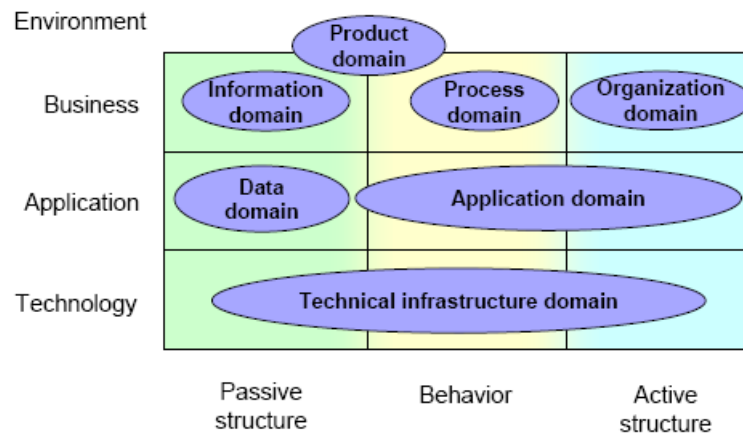 Environment
Product
domain
Business
Information
domain
Process
domain
Organization
domain
Application
Data
domain
Application domain
Technology
Technical infrastructure domain
Passive
structure
Behavior
Active
structure